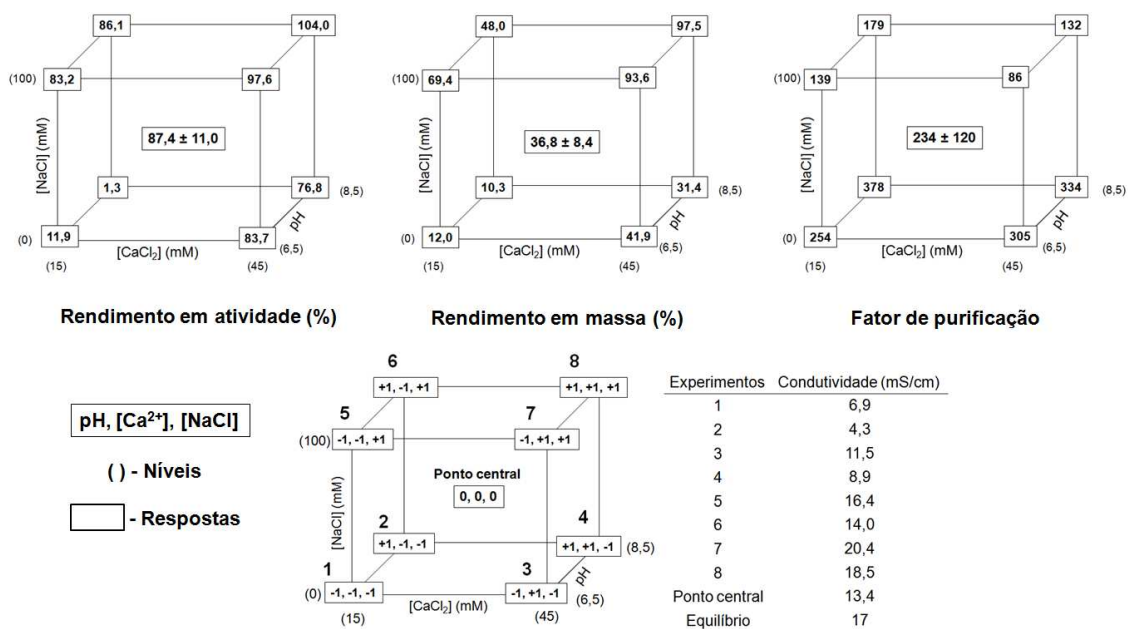 86,1
104,0
(100)
83,2
97,6
87,4 ± 11,0
[NaCl] (mM)
1,3
76,8
(8,5)
pH
(0)
11,9
[CaCl₂] (mM)
83,7
(6,5)
(15)
(45)
Rendimento em atividade (%)
48,0
97,5
(100)
69,4
93,6
36,8 ± 8,4
[NaCl] (mM)
10,3
31,4
(8,5)
pH
(0)
12,0
[CaCl₂] (mM)
41,9
(6,5)
(15)
(45)
Rendimento em massa (%)
179
132
(100)
139
86
234 ± 120
[NaCl] (mM)
378
334
(8,5)
pH
(0)
254
[CaCl₂] (mM)
305
(6,5)
(15)
(45)
Fator de purificação
pH, [Ca²⁺], [NaCl]
( ) - Níveis
- Respostas
6
8
+1, -1, +1
+1, +1, +1
5
7
(100)
-1, -1, +1
-1, +1, +1
Ponto central
0, 0, 0
[NaCl] (mM)
2
4
+1, -1, -1
+1, +1, -1
(8,5)
pH
1
3
(0)
-1, -1, -1
[CaCl₂] (mM)
-1, +1, -1
(6,5)
(15)
(45)
Experimentos Condutividade (mS/cm)
1 6,9
2 4,3
3 11,5
4 8,9
5 16,4
6 14,0
7 20,4
8 18,5
Ponto central 13,4
Equilíbrio 17